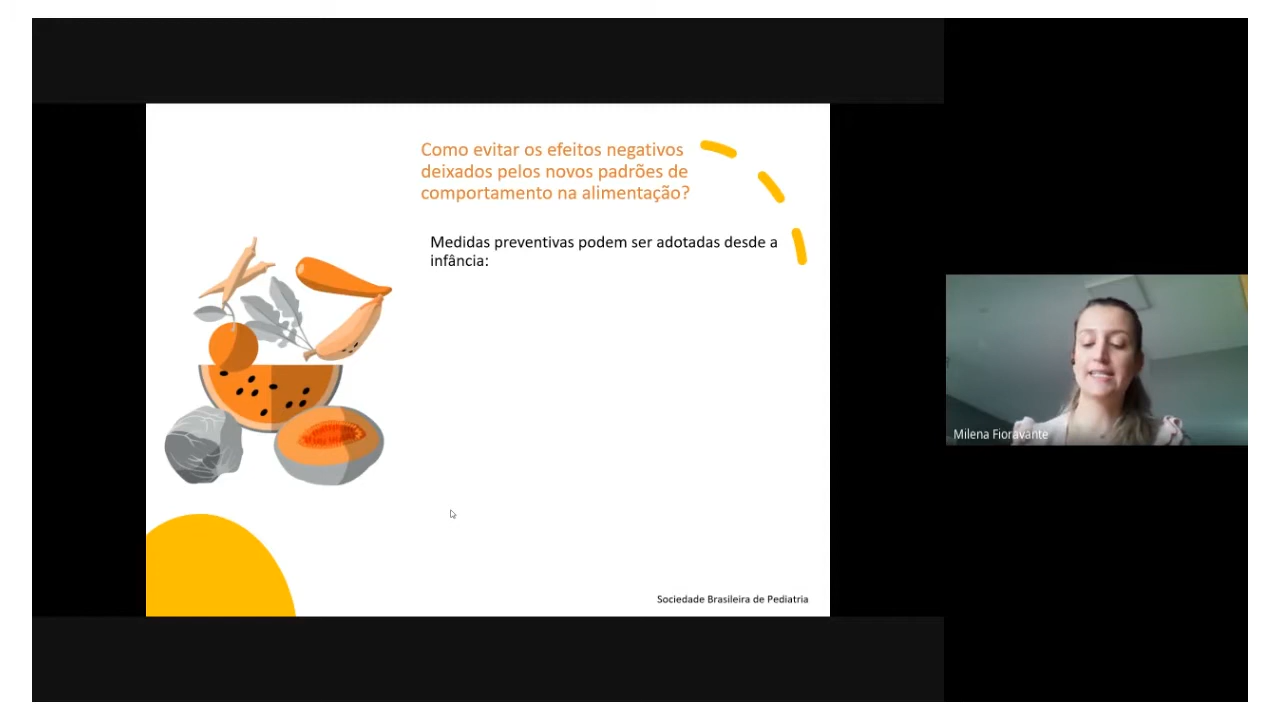 Como evitar os efeitos negativos
deixados pelos novos padrões de
comportamento na alimentação?
Medidas preventivas podem ser adotadas desde a
infância:
Milena Fioravante
Sociedade Brasileira de Pediatria